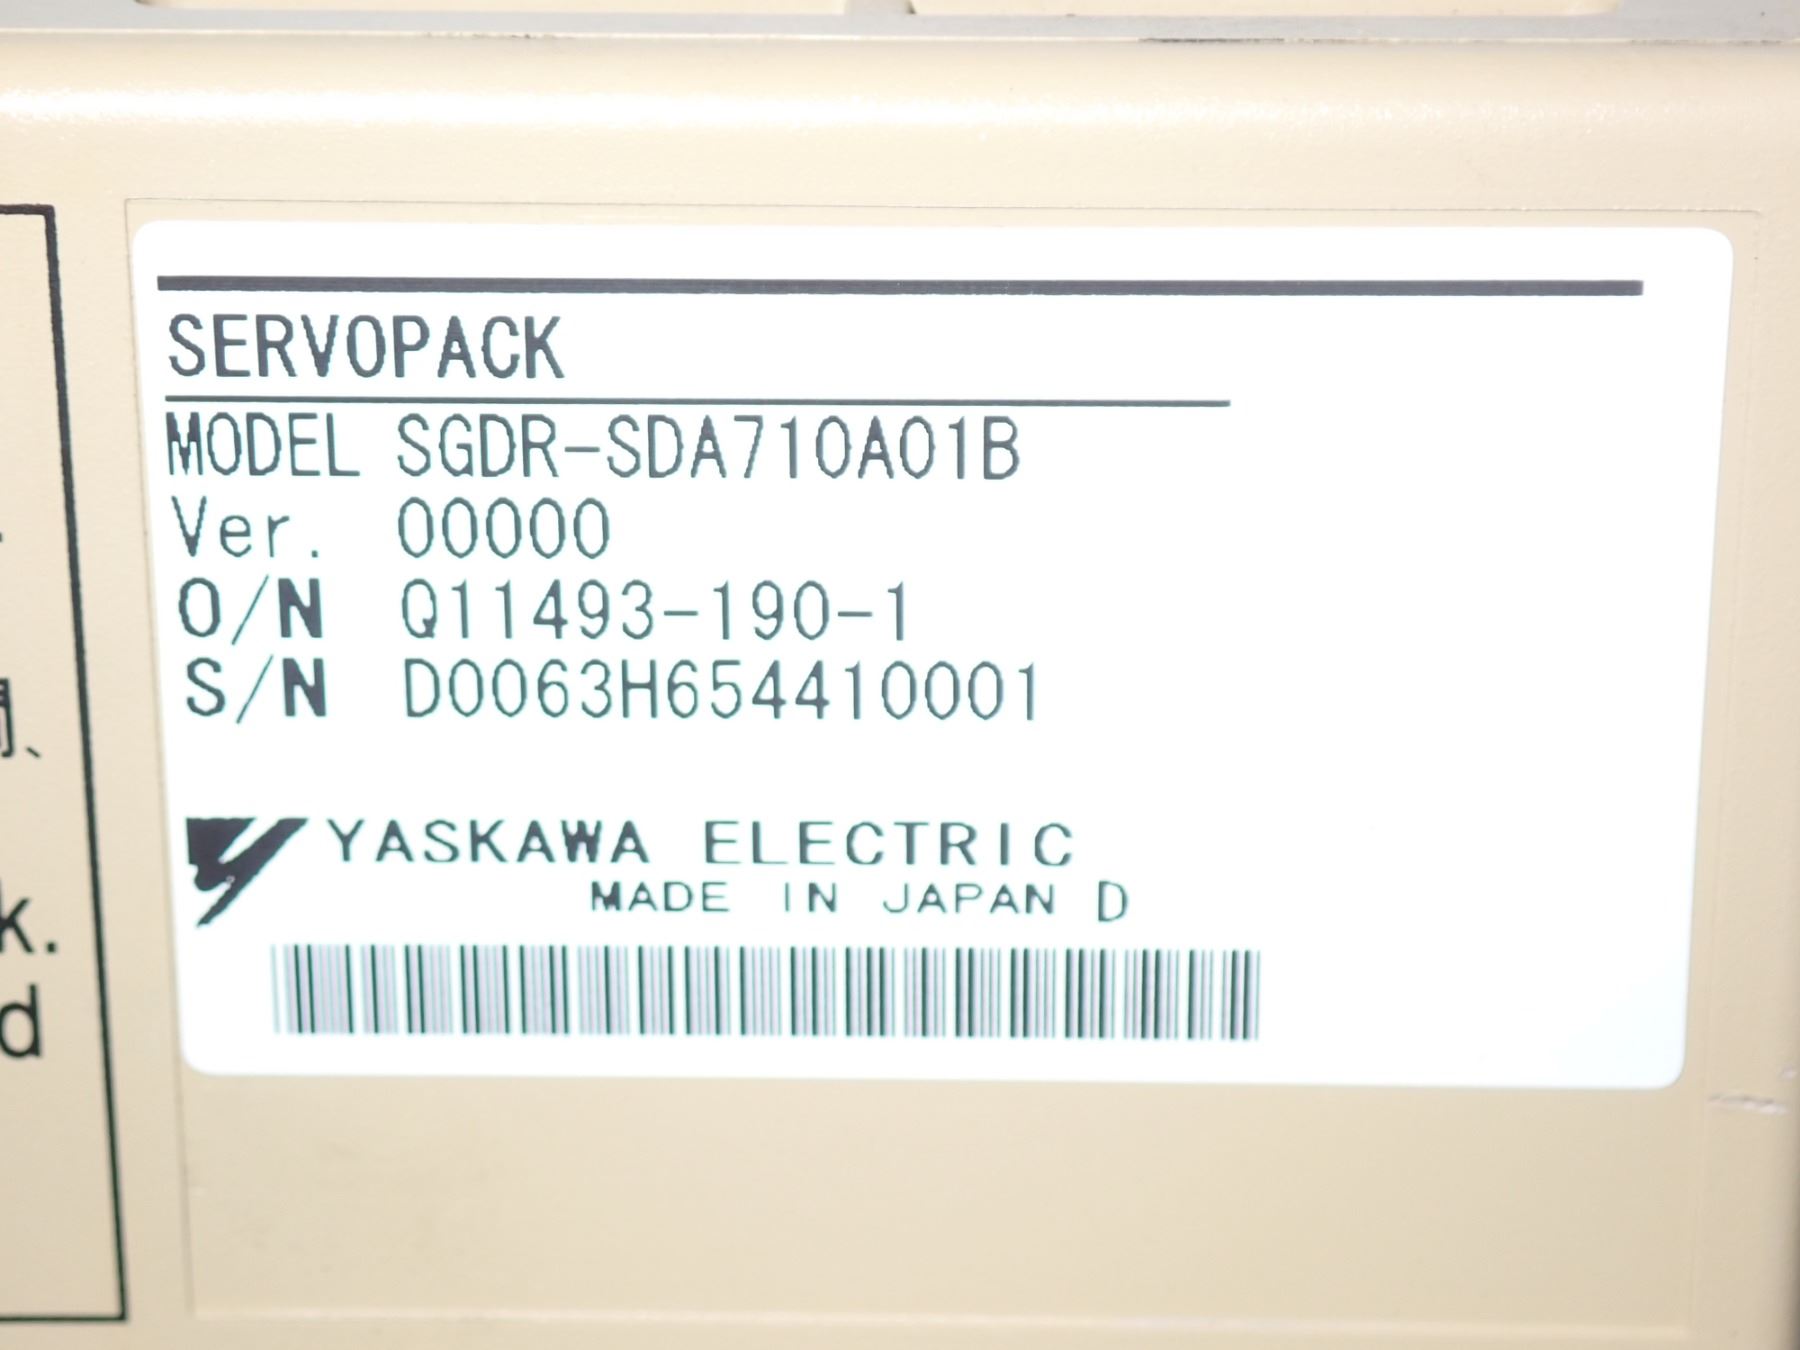 SERVOPACK
MODEL SGDR-SDA710A01B
Ver. 00000
O/N Q11493-190-1
S/N D0063H654410001
YASKAWA ELECTRIC
MADE IN JAPAN D
k.
d